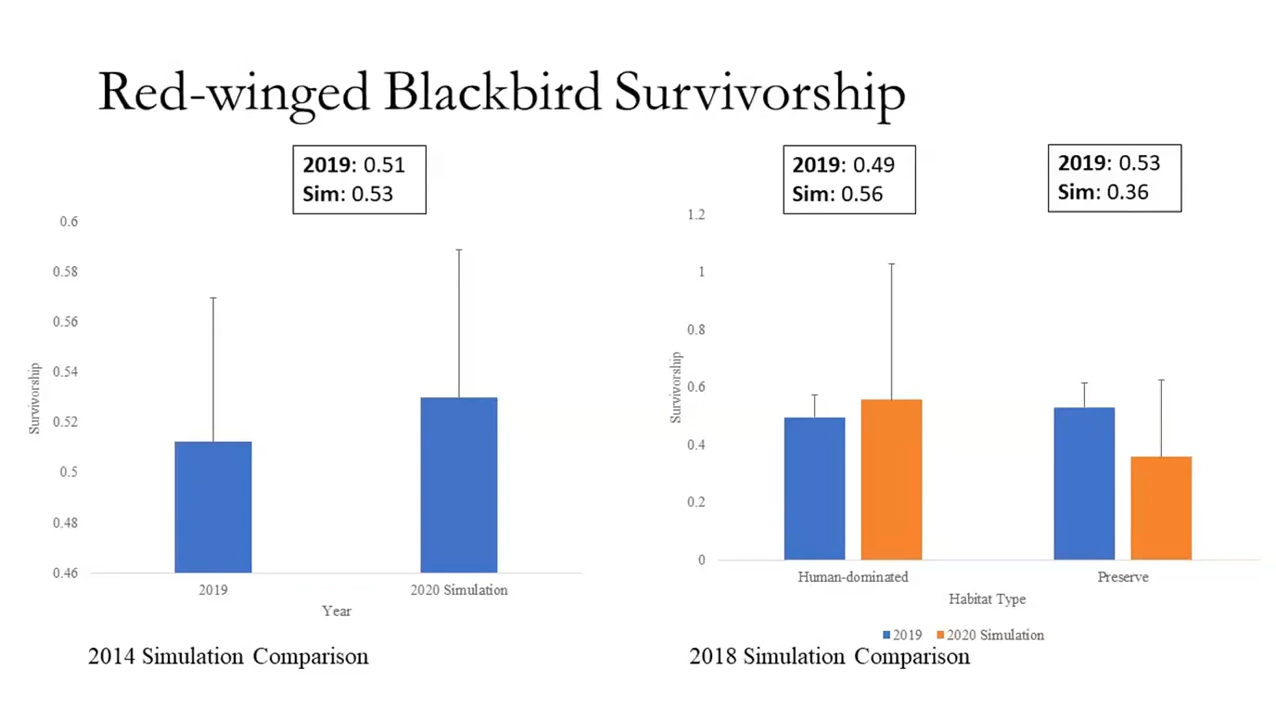 Red-winged Blackbird Survivorship
2019: 0.51
Sim: 0.53
0.6
0.58
0.56
0.54
0.52
0.5
0.48
0.46
Survivorship
2019
2020 Simulation
Year
2014 Simulation Comparison
2019: 0.49
Sim: 0.56
2019: 0.53
Sim: 0.36
1.2
1
0.8
0.6
0.4
0.2
0
Survivorship
Human-dominated
Preserve
Habitat Type
2019
2020 Simulation
2018 Simulation Comparison